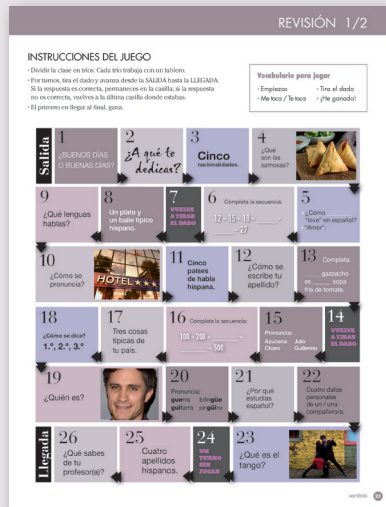 REVISIÓN 1/2
INSTRUCCIONES DEL JUEGO
· Dividir la clase en tríos. Cada trío trabaja con un tablero.
· Por turnos, tira el dado y avanza desde la SALIDA hasta la LLEGADA.
Si la respuesta es correcta, permaneces en la casilla; si la respuesta
no es correcta, vuelves a la última casilla donde estabas.
· El primero en llegar al final, gana.
Vocabulario para jugar
· Empiezas
· Tira el dado
· Me toca / Te toca
· ¡He ganado!
Salida
1
¿BUENOS DÍAS
O BUENAS DÍAS?
2
¿A qué te
dedicas?
3
Cinco
nacionalidades.
4
¿Qué
son las
samosas?
9
¿Qué lenguas
hablas?
8
Un plato y
un baile típico
hispano.
7
VUELVE
A TIRAR
EL DADO
6
Completa la secuencia:
12 - 15 - 18 -
- 27
5
¿Cómo
"love" en español?
"Amor".
10
¿Cómo se
pronuncia?
HOTEL
11
Cinco
países
de habla
hispana.
12
¿Cómo se
escribe tu
apellido?
13
Completa:
gazpacho
es sopa
fría de tomate.
18
¿Cómo se dice?
1.º, 2.º, 3.º
17
Tres cosas
típicas de
tu país.
16
Completa la secuencia:
100 - 200 -
- 500
15
Pronuncia:
Azucena
Julio
Charo
Guillermo
14
VUELVE
A TIRAR
EL DADO
19
¿Quién es?
20
Pronuncia:
guerra bilingüe
guitarra pingüino
21
¿Por qué
estudias
español?
22
Cuatro datos
personales
de un / una
compañero/a.
Llegada
26
¿Qué sabes
de tu
profesor(a)?
25
Cuatro
apellidos
hispanos.
24
UN
TURNO
SIN
JUGAR
23
¿Qué es el
tango?